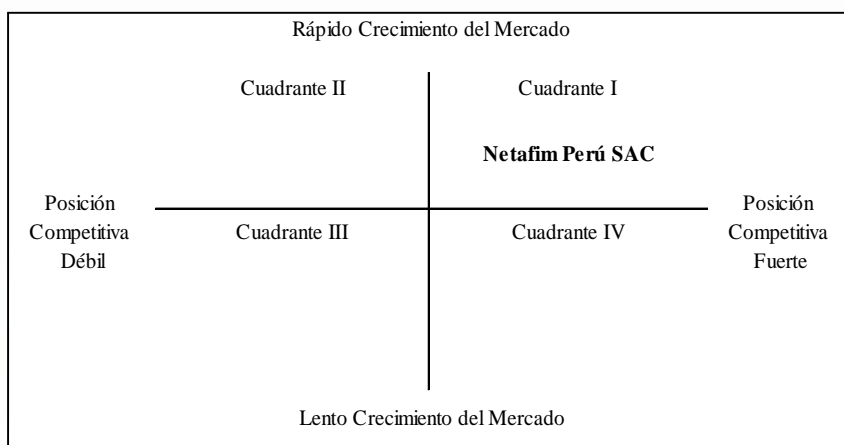 Rápido Crecimiento del Mercado
Cuadrante II
Cuadrante I
Netafim Perú SAC
Posición
Competitiva
Débil
Posición
Competitiva
Fuerte
Cuadrante III
Cuadrante IV
Lento Crecimiento del Mercado